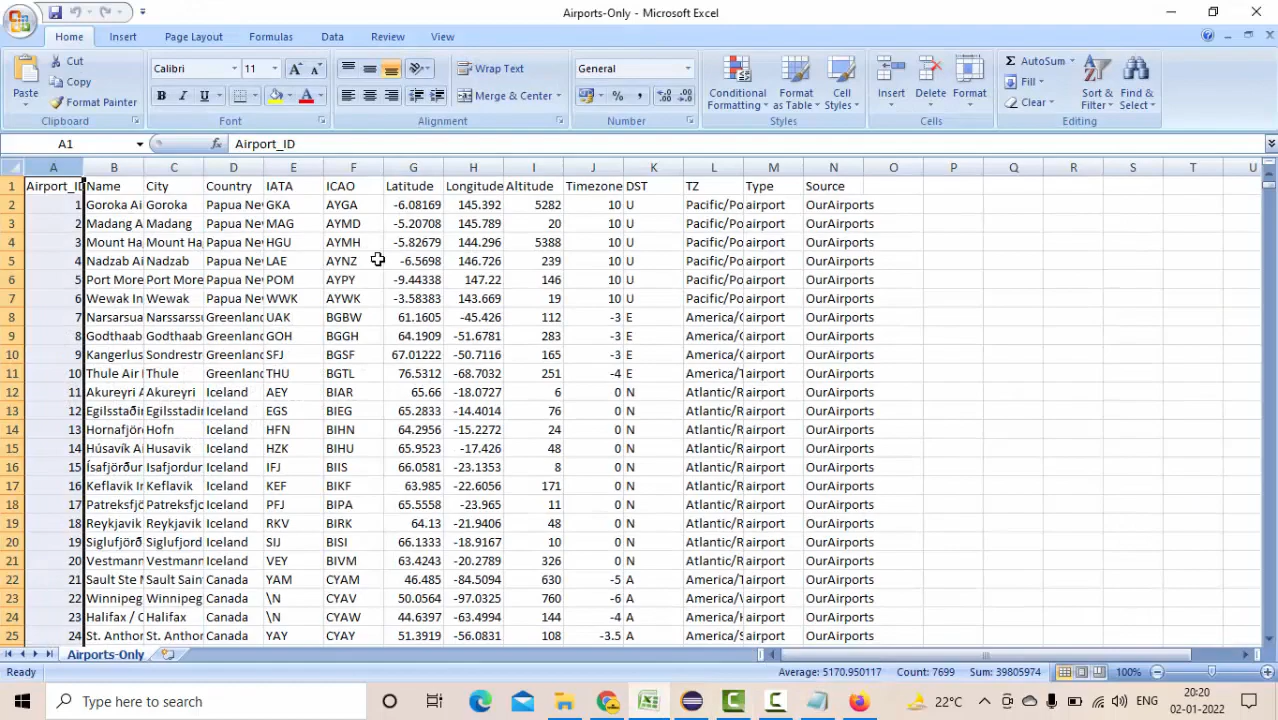 Airports-Only - Microsoft Excel
Home Insert Page Layout Formulas Data Review View
Cut
Copy
Format Painter
Paste
Clipboard
Calibri 11
B I U
Font
Wrap Text
Merge & Center
Alignment
General
Number
Conditional Formatting
Format as Table
Cell Styles
Styles
Insert Delete Format
Cells
AutoSum
Fill
Clear
Sort & Filter
Find & Select
Editing
A1 fx Airport_ID
A B C D E F G H I J K L M N O P Q R S T U
1 Airport_ID Name City Country IATA ICAO Latitude Longitude Altitude Timezone DST TZ Type Source
2 1 Goroka Ai Goroka Papua Ne GKA AYGA -6.08169 145.392 5282 10 U Pacific/Po airport OurAirports
3 2 Madang A Madang Papua Ne MAG AYMD -5.20708 145.789 20 10 U Pacific/Po airport OurAirports
4 3 Mount Ha Mount Ha Papua Ne HGU AYMH -5.82679 144.296 5388 10 U Pacific/Po airport OurAirports
5 4 Nadzab Ai Nadzab Papua Ne LAE AYNZ -6.5698 146.726 239 10 U Pacific/Po airport OurAirports
6 5 Port More Port More Papua Ne POM AYPY -9.44338 147.22 146 10 U Pacific/Po airport OurAirports
7 6 Wewak In Wewak Papua Ne WWK AYWK -3.58383 143.669 19 10 U Pacific/Po airport OurAirports
8 7 Narsarsua Narssarssu Greenland UAK BGBW 61.1605 -45.426 112 -3 E America/G airport OurAirports
9 8 Godthaab Godthaab Greenland GOH BGGH 64.1909 -51.6781 283 -3 E America/G airport OurAirports
10 9 Kangerlus Sondrestr Greenland SFJ BGSF 67.01222 -50.7116 165 -3 E America/G airport OurAirports
11 10 Thule Air Thule Greenland THU BGTL 76.5312 -68.7032 251 -4 E America/T airport OurAirports
12 11 Akureyri A Akureyri Iceland AEY BIAR 65.66 -18.0727 6 0 N Atlantic/R airport OurAirports
13 12 Egilsstaðir Egilsstadir Iceland EGS BIEG 65.2833 -14.4014 76 0 N Atlantic/R airport OurAirports
14 13 Hornafjör Hofn Iceland HFN BIHN 64.2956 -15.2272 24 0 N Atlantic/R airport OurAirports
15 14 Húsavík Ai Husavik Iceland HZK BIHU 65.9523 -17.426 48 0 N Atlantic/R airport OurAirports
16 15 Ísafjörður Isafjordur Iceland IFJ BIIS 66.0581 -23.1353 8 0 N Atlantic/R airport OurAirports
17 16 Keflavik In Keflavik Iceland KEF BIKF 63.985 -22.6056 171 0 N Atlantic/R airport OurAirports
18 17 Patreksfjö Patreksfjo Iceland PFJ BIPA 65.5558 -23.965 11 0 N Atlantic/R airport OurAirports
19 18 Reykjavik Reykjavik Iceland RKV BIRK 64.13 -21.9406 48 0 N Atlantic/R airport OurAirports
20 19 Siglufjörð Siglufjord Iceland SIJ BISI 66.1333 -18.9167 10 0 N Atlantic/R airport OurAirports
21 20 Vestmann Vestmann Iceland VEY BIVM 63.4243 -20.2789 326 0 N Atlantic/R airport OurAirports
22 21 Sault Ste Sault Sain Canada YAM CYAM 46.485 -84.5094 630 -5 A America/T airport OurAirports
23 22 Winnipeg Winnipeg Canada \N CYAV 50.0564 -97.0325 760 -6 A America/ airport OurAirports
24 23 Halifax / C Halifax Canada \N CYAW 44.6397 -63.4994 144 -4 A America/H airport OurAirports
25 24 St. Anthor St. Anthor Canada YAY CYAY 51.3919 -56.0831 108 -3.5 A America/S airport OurAirports
Airports-Only
Ready Average: 5170.950117 Count: 7699 Sum: 39805974 100%
Type here to search 22°C ENG 20:20
02-01-2022